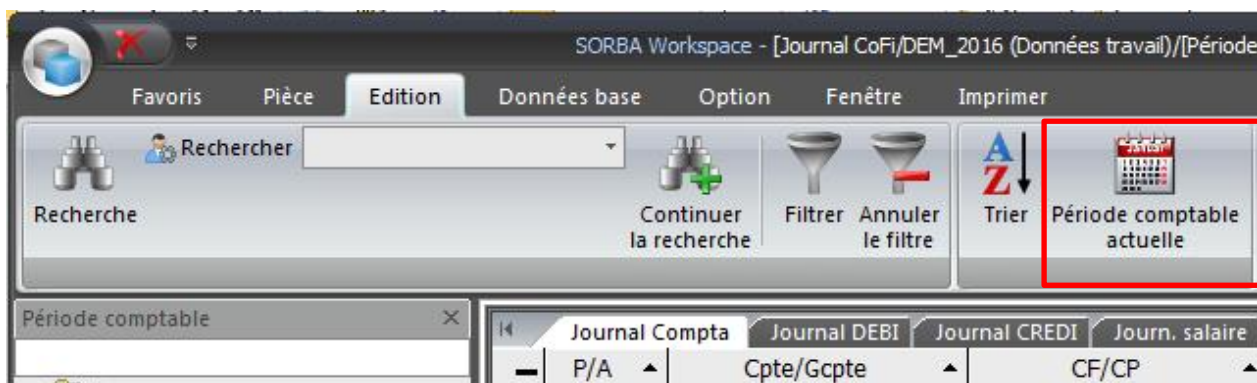 SORBA Workspace - [Journal CoFi/DEM_2016 (Données travail)/[Période
Favoris Pièce Edition Données base Option Fenêtre Imprimer
Rechercher
Recherche
Continuer
la recherche
Filtrer
Annuler
le filtre
A
Z
Trier
Période comptable
actuelle
Période comptable
Journal Compta Journal DEBI Journal CREDI Journ. salaire
P/A Cpte/Gcpte CF/CP